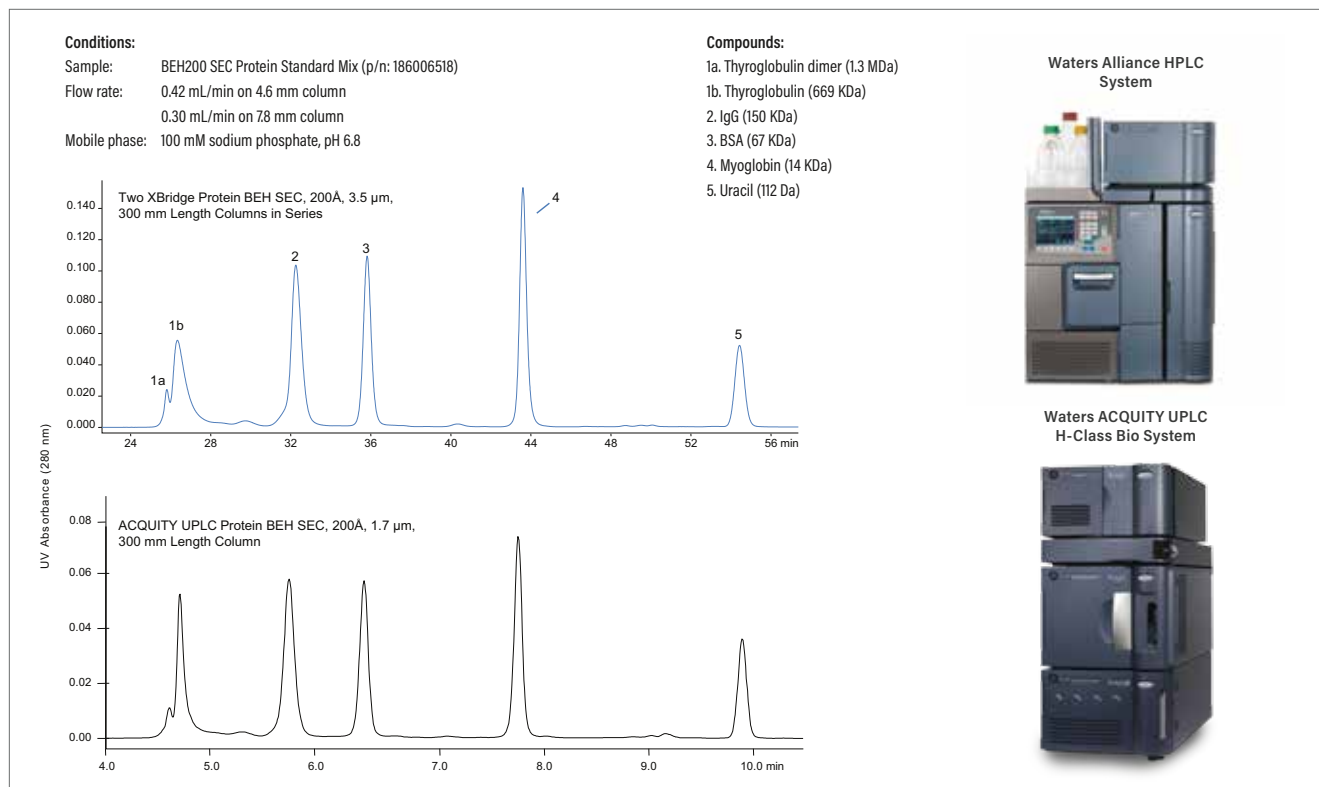 Conditions:
Sample: BEH200 SEC Protein Standard Mix (p/n: 186006518)
Flow rate: 0.42 mL/min on 4.6 mm column
0.30 mL/min on 7.8 mm column
Mobile phase: 100 mM sodium phosphate, pH 6.8
Compounds:
1a. Thyroglobulin dimer (1.3 MDa)
1b. Thyroglobulin (669 KDa)
2. IgG (150 KDa)
3. BSA (67 KDa)
4. Myoglobin (14 KDa)
5. Uracil (112 Da)
Waters Alliance HPLC
System
UV Absorbance (280 nm)
Two XBridge Protein BEH SEC, 200Å, 3.5 µm,
300 mm Length Columns in Series
0.140
0.120
0.100
0.080
0.060
0.040
0.020
0.000
1a
1b
2
3
4
5
24 28 32 36 40 44 48 52 56 min
Waters ACQUITY UPLC
H-Class Bio System
ACQUITY UPLC Protein BEH SEC, 200Å, 1.7 µm,
300 mm Length Column
0.08
0.06
0.04
0.02
0.00
4.0 5.0 6.0 7.0 8.0 9.0 10.0 min